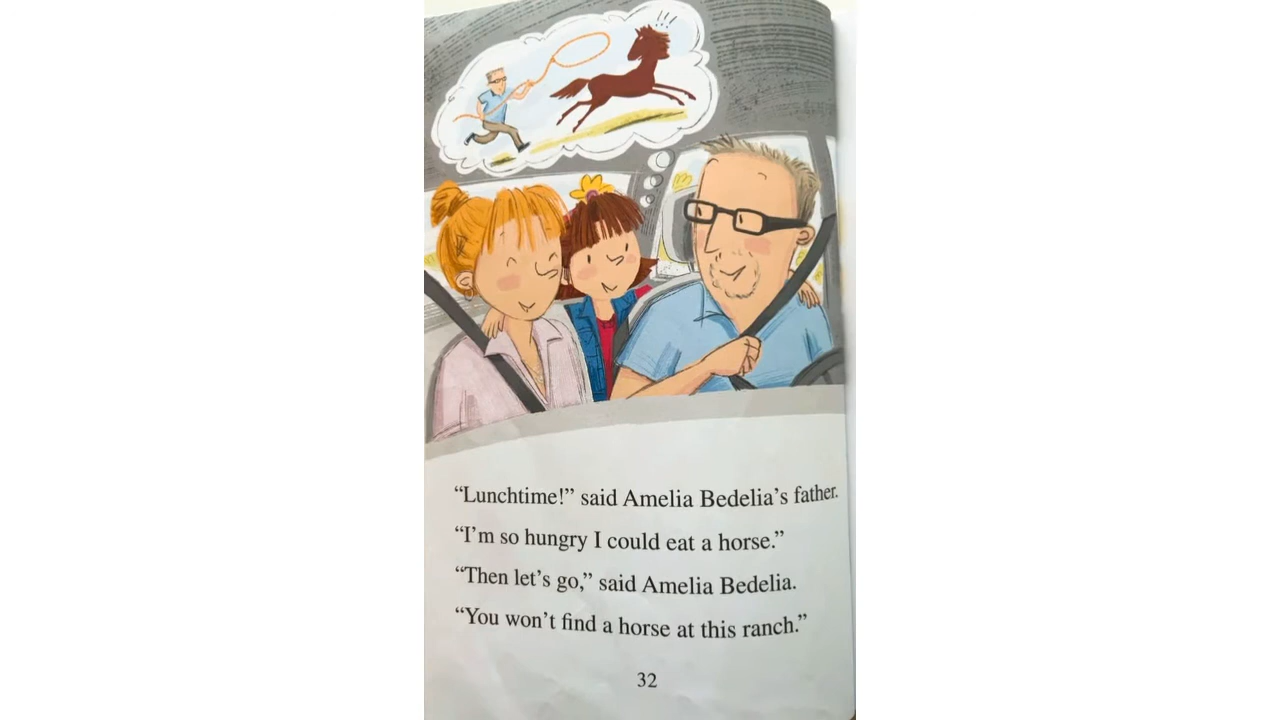 !!!
“Lunchtime!” said Amelia Bedelia’s father.
“I’m so hungry I could eat a horse.”
“Then let’s go,” said Amelia Bedelia.
“You won’t find a horse at this ranch.”
32